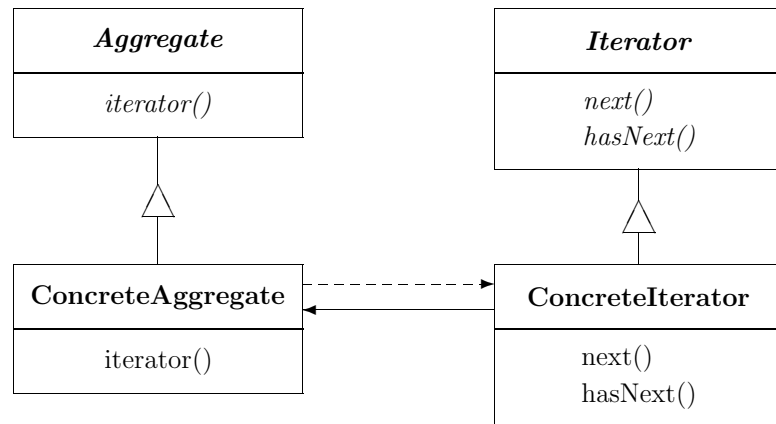 Aggregate
iterator()
Iterator
next()
hasNext()
ConcreteAggregate
iterator()
ConcreteIterator
next()
hasNext()